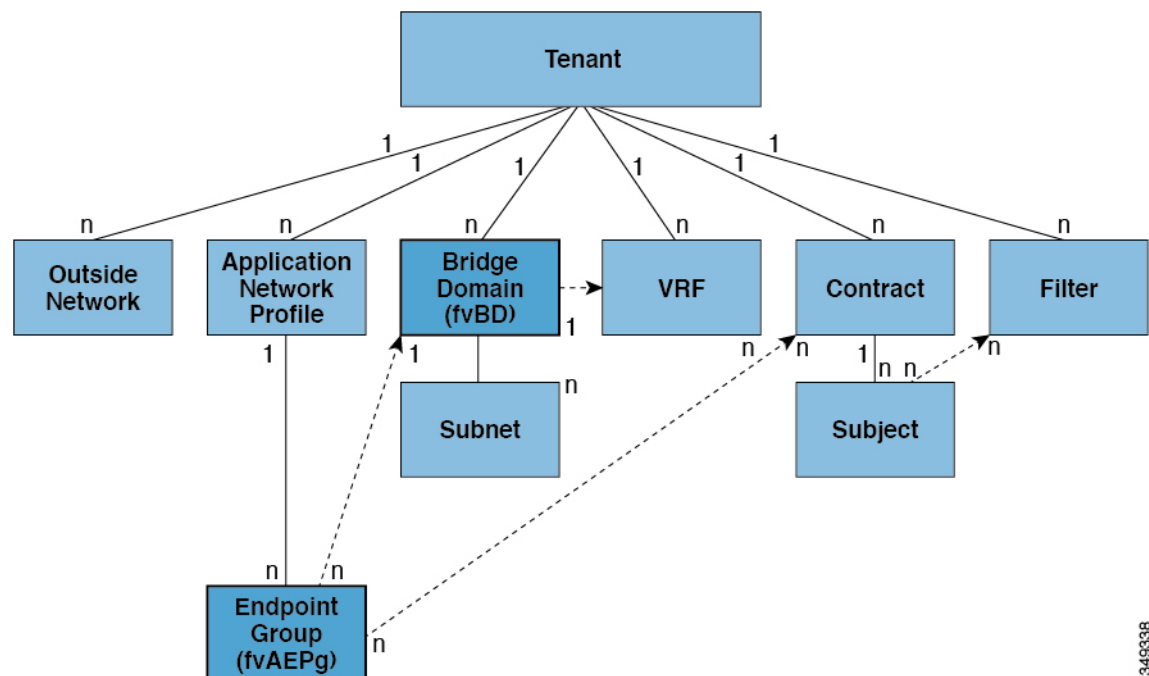 Tenant
1
1
1
1
1
1
n
n
n
n
n
n
Outside
Network
Application
Network
Profile
Bridge
Domain
(fvBD)
VRF
Contract
Filter
1
1
1
n
n
1
n
n
n
n
Subnet
Subject
n
n
Endpoint
Group
(fvAEPg)
n
349338